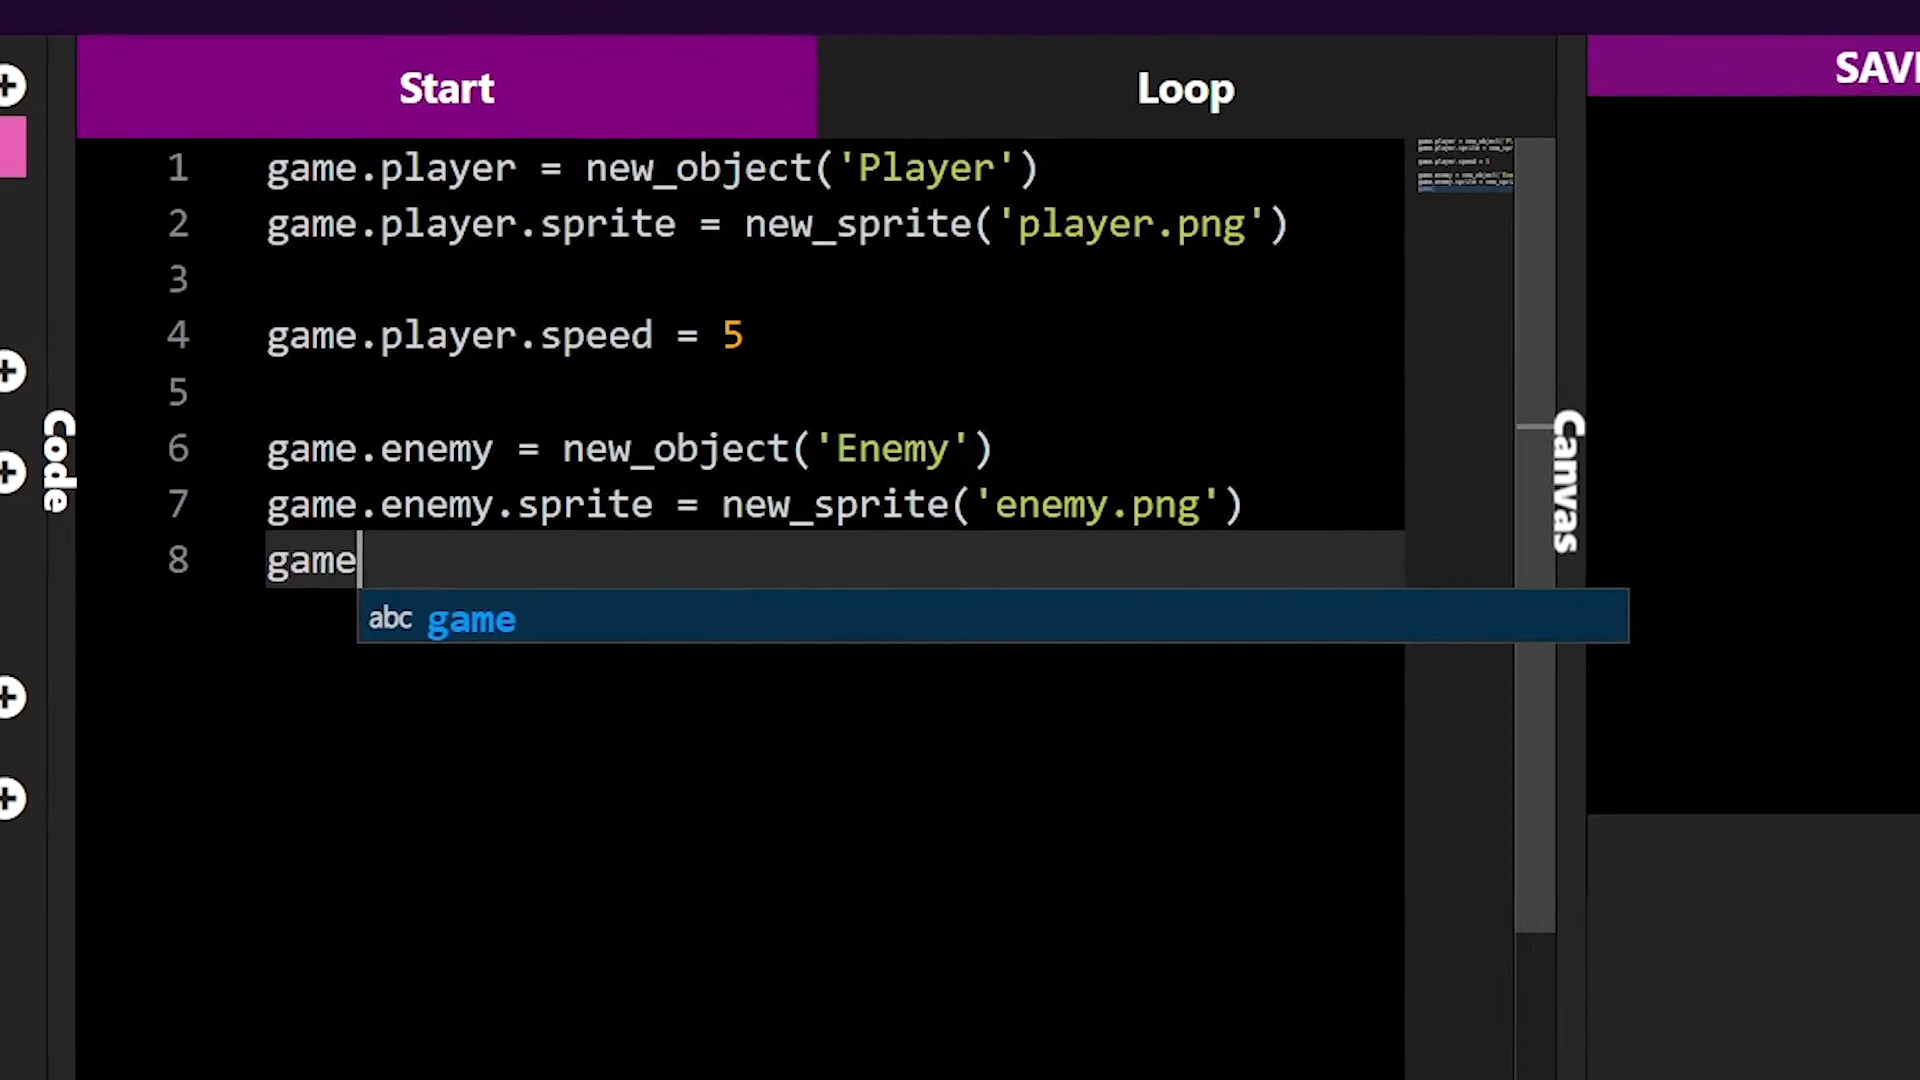 Start
Loop
SAV
1 game.player = new_object('Player')
2 game.player.sprite = new_sprite('player.png')
3
4 game.player.speed = 5
5
6 game.enemy = new_object('Enemy')
7 game.enemy.sprite = new_sprite('enemy.png')
8 game
abc game
Code
Canvas